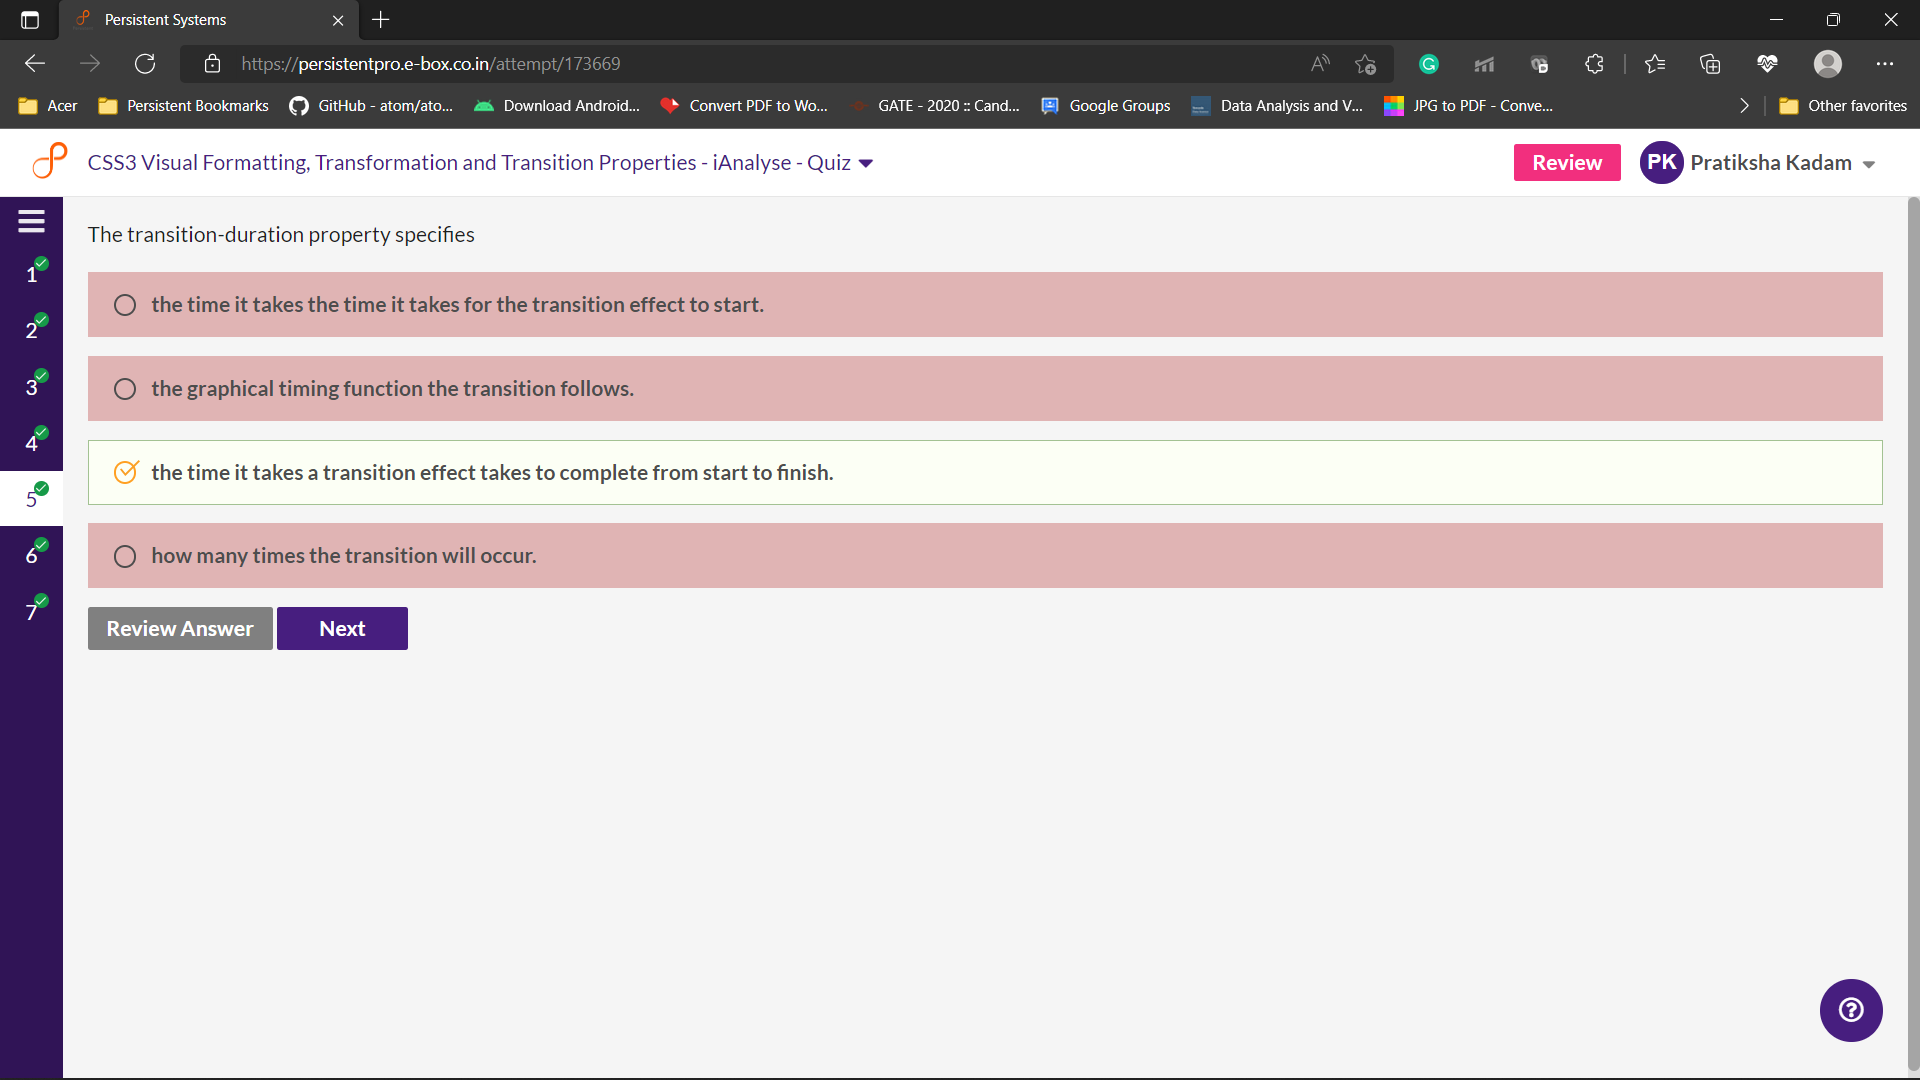 Persistent Systems
https://persistentpro.e-box.co.in/attempt/173669
Acer Persistent Bookmarks GitHub - atom/ato... Download Android... Convert PDF to Wo... GATE - 2020 :: Cand... Google Groups Data Analysis and V... JPG to PDF - Conve... Other favorites
CSS3 Visual Formatting, Transformation and Transition Properties - iAnalyse - Quiz Review PK Pratiksha Kadam
The transition-duration property specifies
1
the time it takes the time it takes for the transition effect to start.
2
3
the graphical timing function the transition follows.
4
the time it takes a transition effect takes to complete from start to finish.
5
6
how many times the transition will occur.
7
Review Answer Next